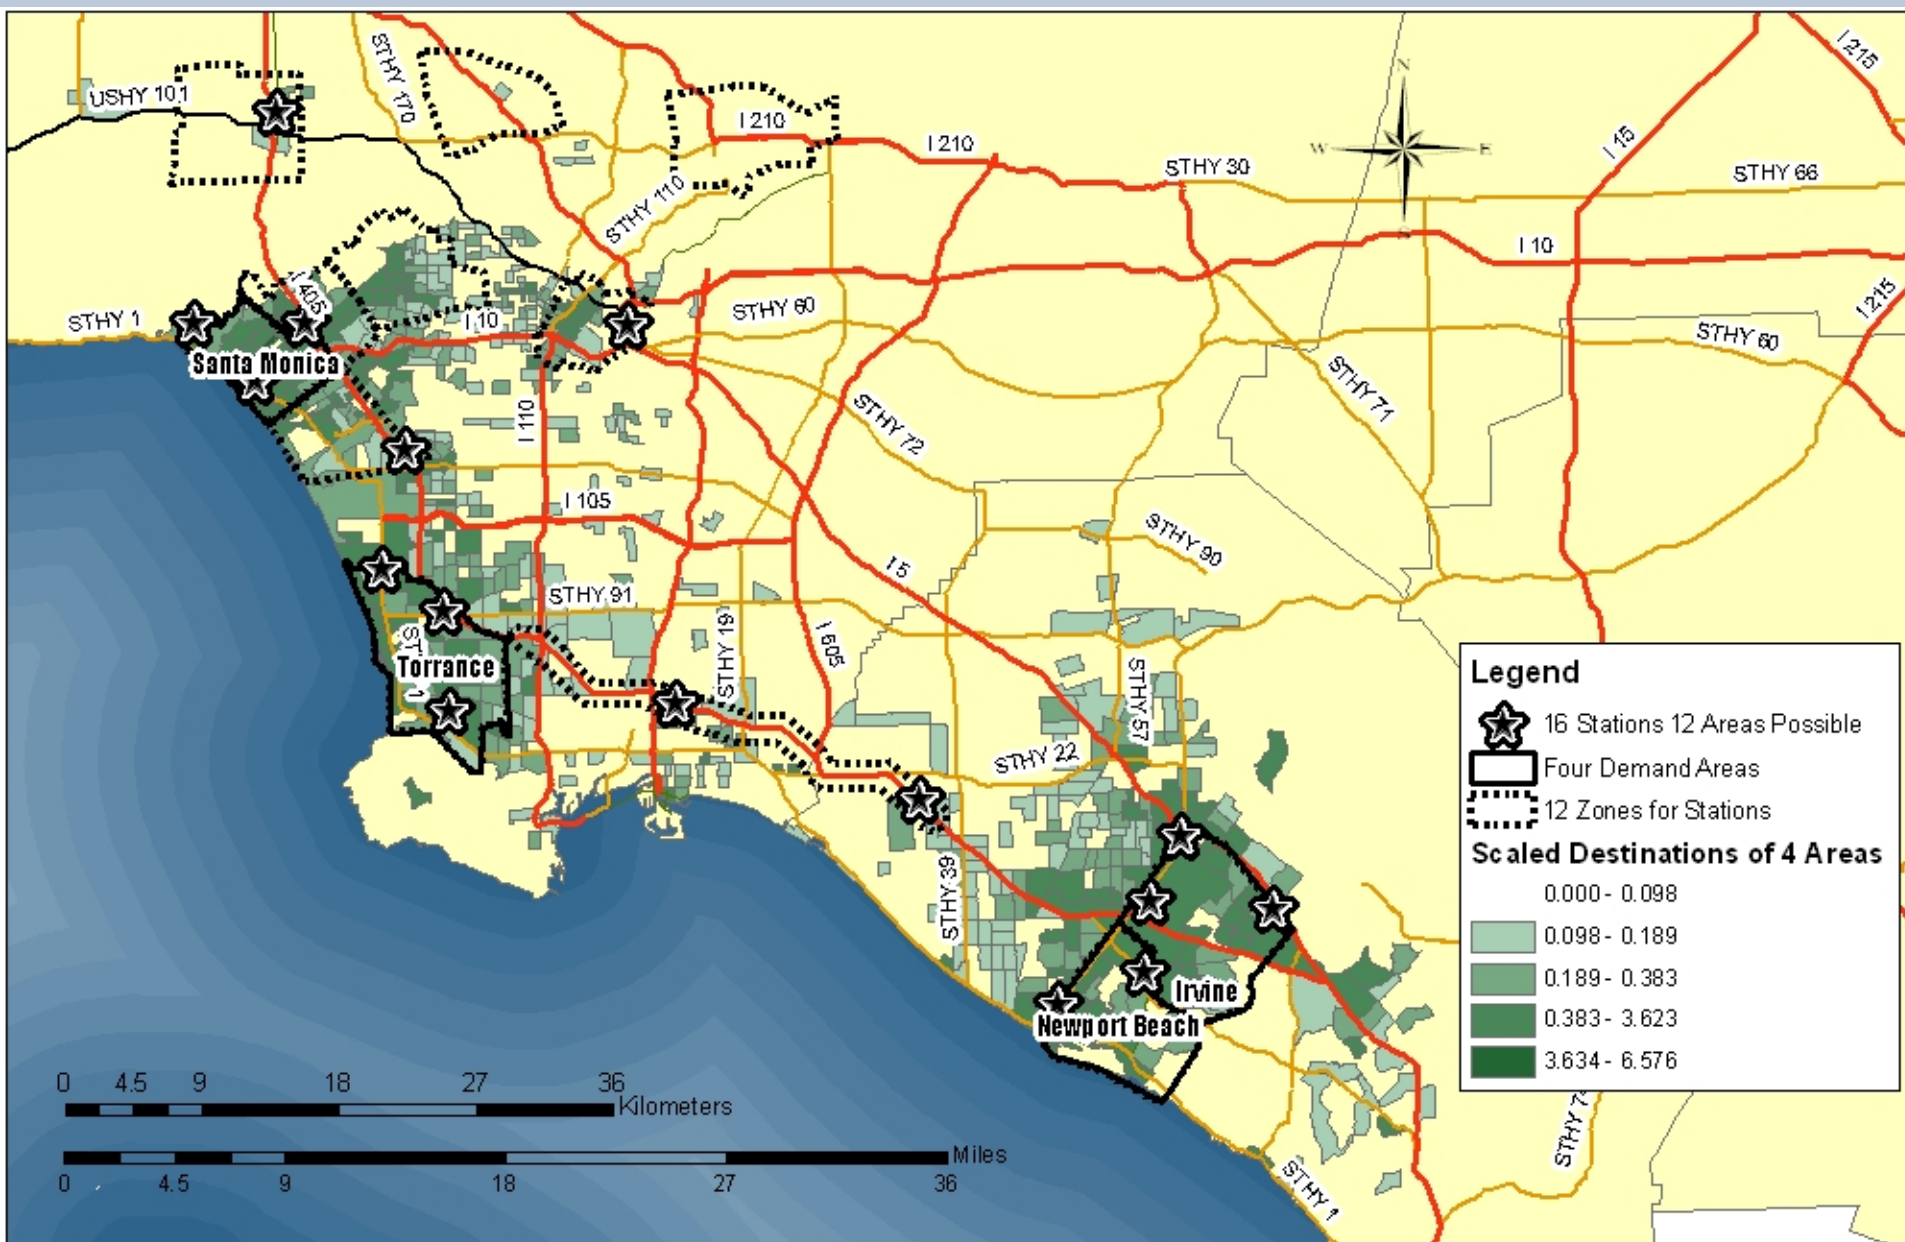 I 215
STHY 170
USHY 101
I 210
I 210
N
W
E
S
I 15
STHY 30
STHY 66
STHY 110
I 10
I 405
STHY 1
I 10
STHY 60
I 215
STHY 60
Santa Monica
STHY 71
I 110
STHY 72
I 105
STHY 90
I 5
STHY 91
STHY 19
I 605
Torrance
STHY 57
STHY 22
STHY 39
Irvine
Newport Beach
STHY 1
Legend
16 Stations 12 Areas Possible
Four Demand Areas
12 Zones for Stations
Scaled Destinations of 4 Areas
0.000 - 0.098
0.098 - 0.189
0.189 - 0.383
0.383 - 3.623
3.634 - 6.576
0 4.5 9 18 27 36
Kilometers
Miles
0 4.5 9 18 27 36